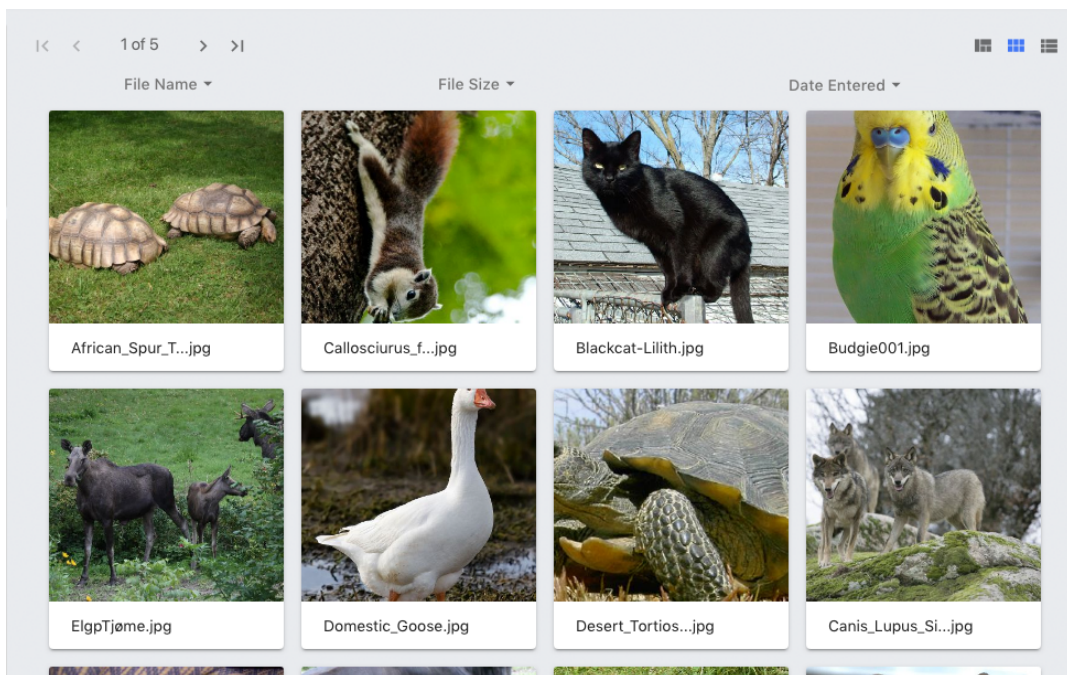 1 of 5
File Name File Size Date Entered
African_Spur_T...jpg Callosciurus_f...jpg Blackcat-Lilith.jpg Budgie001.jpg
ElgpTjøme.jpg Domestic_Goose.jpg Desert_Tortios...jpg Canis_Lupus_Si...jpg